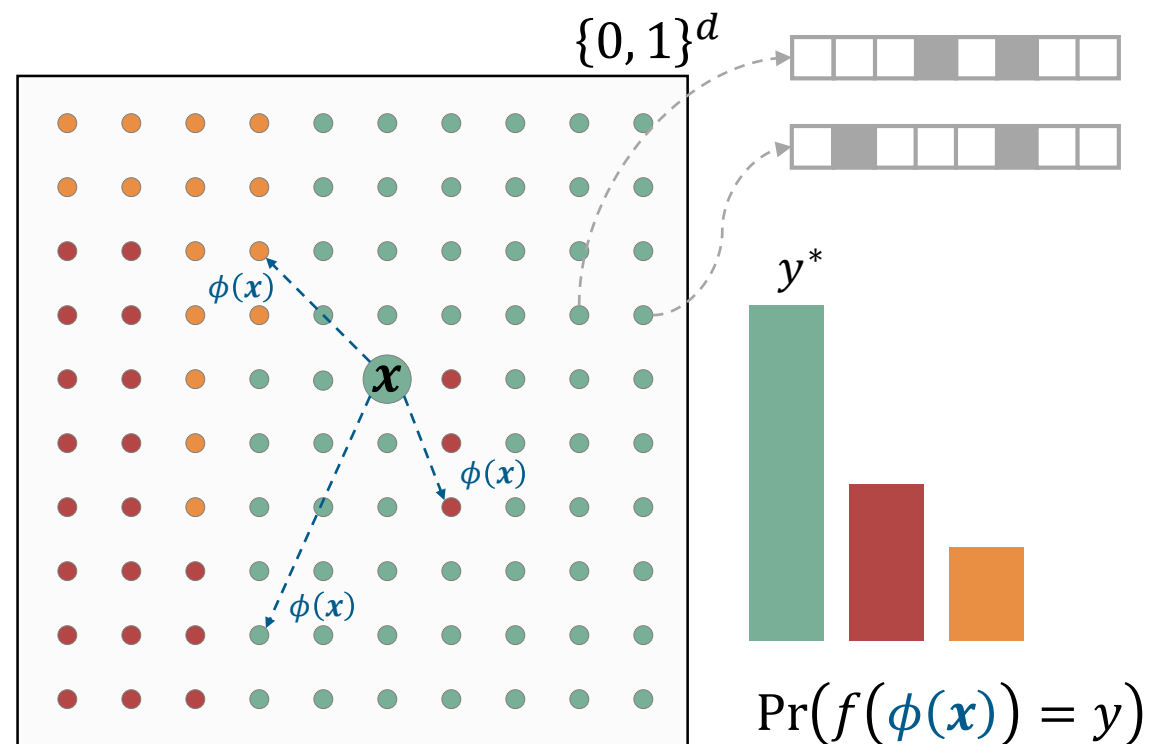 {0, 1}ᵈ
y*
ϕ(x)
x
ϕ(x)
ϕ(x)
Pr(f(ϕ(x)) = y)